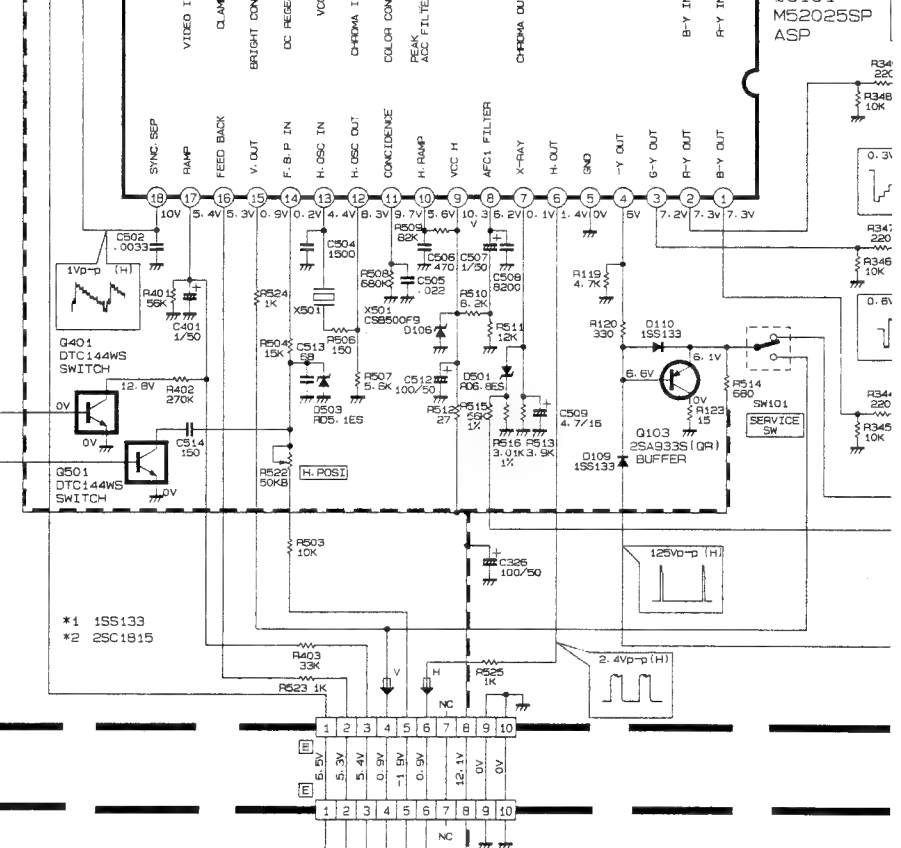 VIDEO I
CLAM
BRIGHT CON
DC REGE
VCC
CHROMA I
COLOR CON
PEAK
ACC FILTE
CHROMA OU
B-Y I
R-Y I
M52025SP
ASP
SYNC. SEP
RAMP
FEED BACK
V. OUT
F.B.P IN
H.OSC IN
H.OSC OUT
CONCIDENCE
H.RAMP
VCC H
AFC1 FILTER
X-RAY
H.OUT
GND
-Y OUT
G-Y OUT
R-Y OUT
B-Y OUT
18 17 16 15 14 13 12 11 10 9 8 7 6 5 4 3 2 1
10V 5.4V 5.3V 0.9V 0.2V 4.4V 8.3V 9.7V 5.6V 10.3V 6.2V 0.1V 1.4V 0V 6V 7.2V 7.3V 7.3V
R34
220
R348
10K
0.3V
R347
220
R346
10K
0.6V
R344
220
R345
10K
C502
.0033
1Vp-p (H)
R401
56K
C401
1/50
R524
1K
C504
1500
X501
X501
CSB500F9
R506
150
R508
680K
C505
.022
R509
82K
C506
470
C507
1/50
C508
8200
R510
8.2K
D106
R511
12K
R119
4.7K
R120
330
D110
1SS133
6.1V
6.6V
R123
15
R514
680
SW101
SERVICE
SW
Q103
2SA933S(QR)
BUFFER
D109
1SS133
Q401
DTC144WS
SWITCH
12.8V
R402
270K
0V
0V
R504
15K
C513
68
D503
RD5.1ES
R507
5.6K
C512
100/50
R512
27
D501
RD6.8ES
R515
56K
1%
R516
3.01K
1%
R513
3.9K
C509
4.7/16
C514
150
Q501
DTC144WS
SWITCH
0V
R522
50KB
H.POSI
R503
10K
C326
100/50
125Vp-p (H)
*1 1SS133
*2 2SC1815
R403
33K
R523 1K
V
H
R525
1K
2.4Vp-p(H)
NC
1 2 3 4 5 6 7 8 9 10
E
6.5V 5.3V 5.4V 0.9V -1.9V 0.9V 12.1V 0V 0V
E
1 2 3 4 5 6 7 8 9 10
NC